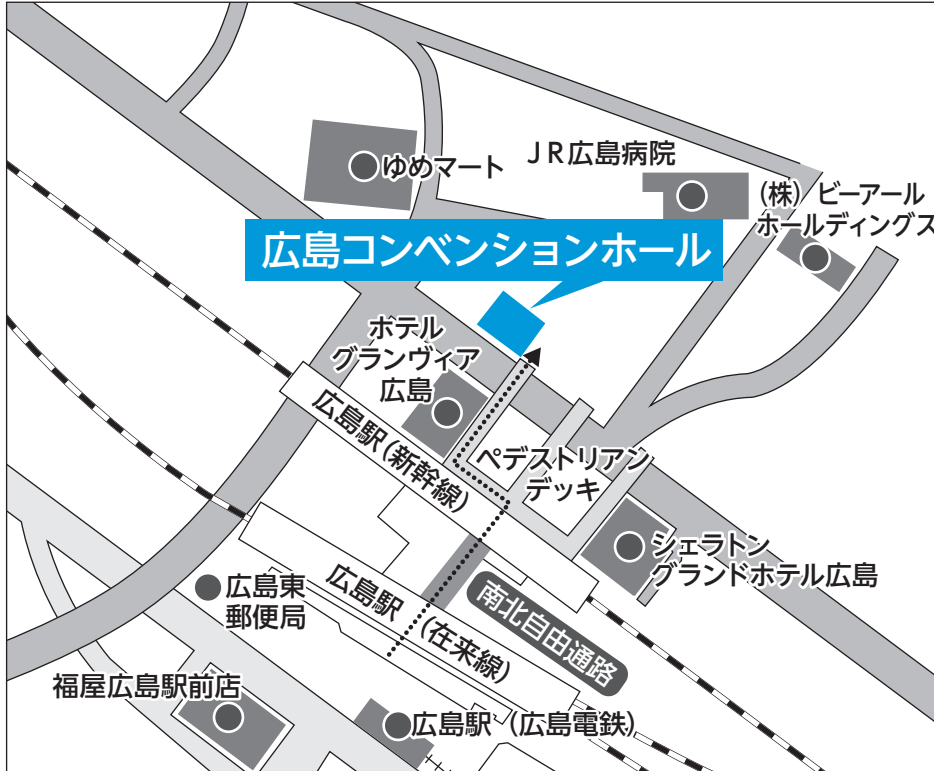 ゆめマート
JR広島病院
(株) ビーアール
ホールディングス
広島コンベンションホール
ホテル
グランヴィア
広島
広島駅(新幹線)
ペデストリアン
デッキ
シェラトン
グランドホテル広島
広島駅 (在来線)
南北自由通路
広島東
郵便局
福屋広島駅前店
広島駅 (広島電鉄)